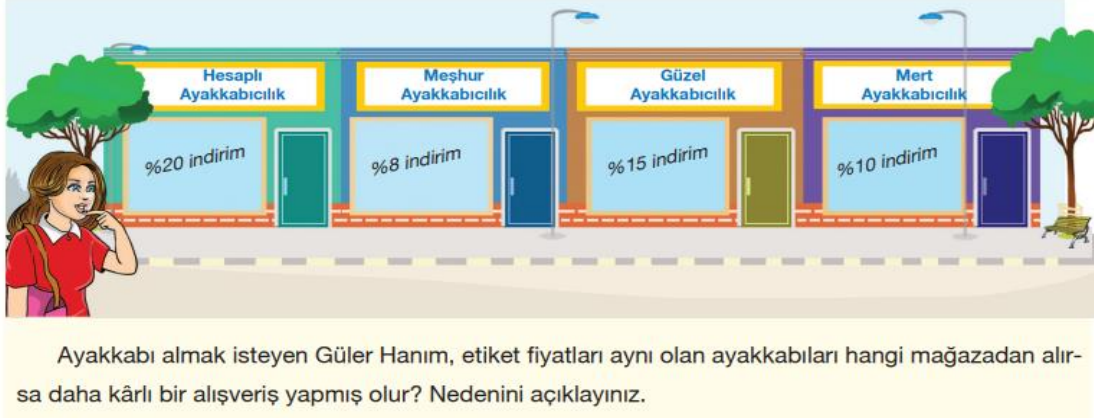 Hesaplı
Ayakkabıcılık
Meşhur
Ayakkabıcılık
Güzel
Ayakkabıcılık
Mert
Ayakkabıcılık
%20 indirim
%8 indirim
%15 indirim
%10 indirim
Ayakkabı almak isteyen Güler Hanım, etiket fiyatları aynı olan ayakkabıları hangi mağazadan alır-
sa daha kârlı bir alışveriş yapmış olur? Nedenini açıklayınız.